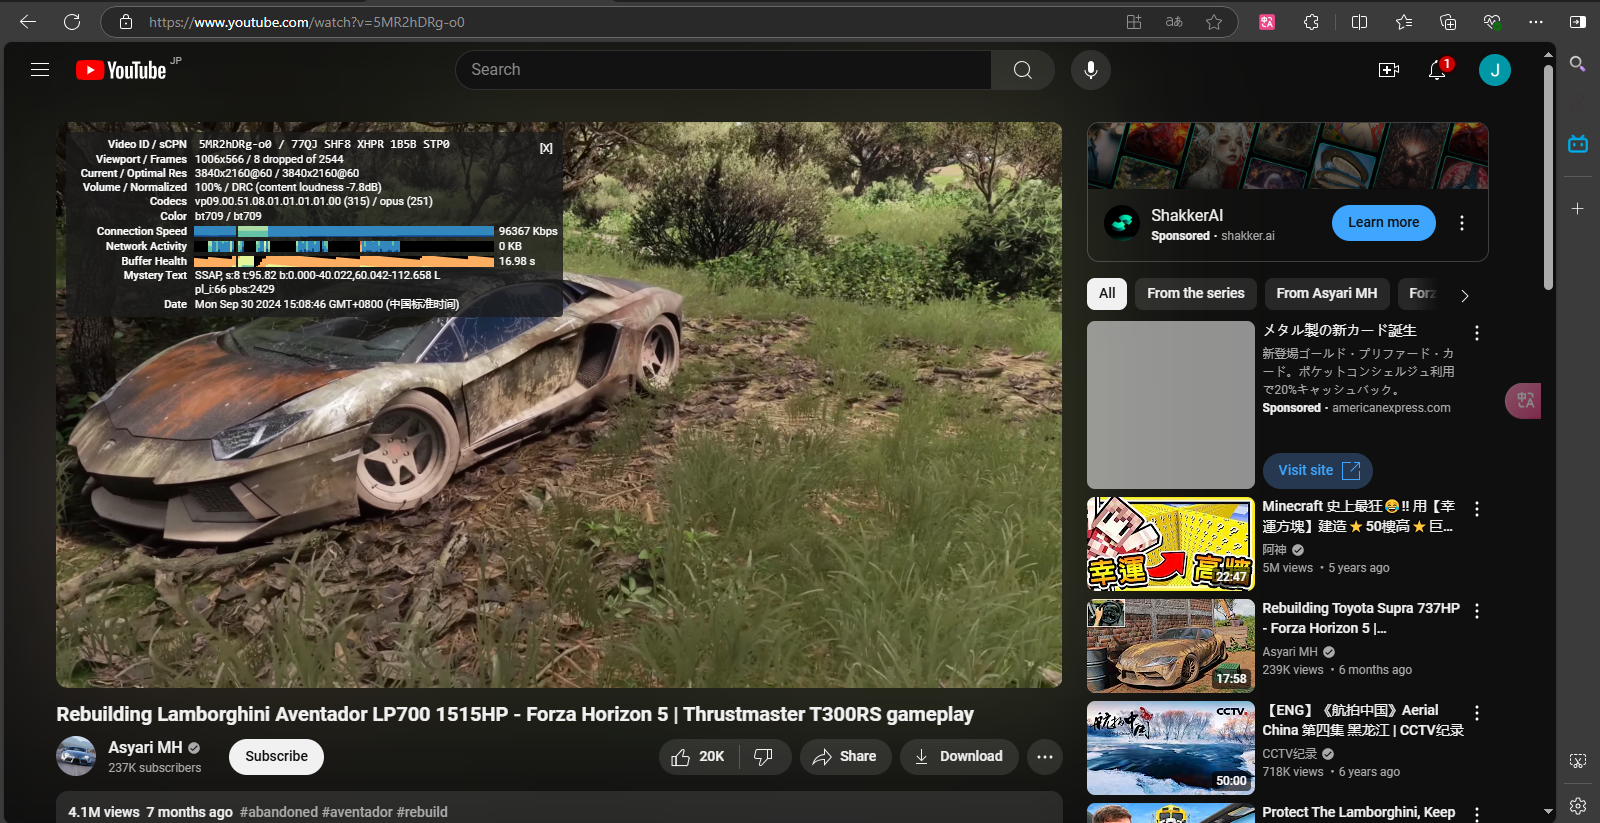 https://www.youtube.com/watch?v=5MR2hDRg-o0
YouTube JP
Search
1
J
Video ID / sCPN 5MR2hDRg-o0 / 77QJ SHF8 XHPR 1B5B STP0
[X]
Viewport / Frames 1006x566 / 8 dropped of 2544
Current / Optimal Res 3840x2160@60 / 3840x2160@60
Volume / Normalized 100% / DRC (content loudness -7.8dB)
Codecs vp09.00.51.08.01.01.01.01.00 (315) / opus (251)
Color bt709 / bt709
Connection Speed 96367 Kbps
Network Activity 0 KB
Buffer Health 16.98 s
Mystery Text SSAP, s:8 t:95.82 b:0.000-40.022,60.042-112.658 L
pl_i:66 pbs:2429
Date Mon Sep 30 2024 15:08:46 GMT+0800 (中国标准时间)
Rebuilding Lamborghini Aventador LP700 1515HP - Forza Horizon 5 | Thrustmaster T300RS gameplay
Asyari MH
237K subscribers
Subscribe
20K
Share
Download
4.1M views 7 months ago #abandoned #aventador #rebuild
ShakkerAI
Sponsored · shakker.ai
Learn more
All
From the series
From Asyari MH
Forz
メタル製の新カード誕生
新登場ゴールド・プリファード・カ
ード。ポケットコンシェルジュ利用
で20%キャッシュバック。
Sponsored · americanexpress.com
Visit site
幸運
高牆
22:47
Minecraft 史上最狂😂!! 用【幸
運方塊】建造⭐50樓高⭐巨...
阿神
5M views · 5 years ago
17:58
Rebuilding Toyota Supra 737HP
- Forza Horizon 5 |...
Asyari MH
239K views · 6 months ago
航拍中国
CCTV
50:00
【ENG】《航拍中国》Aerial
China 第四集 黑龙江 | CCTV纪录
CCTV纪录
718K views · 6 years ago
Protect The Lamborghini, Keep